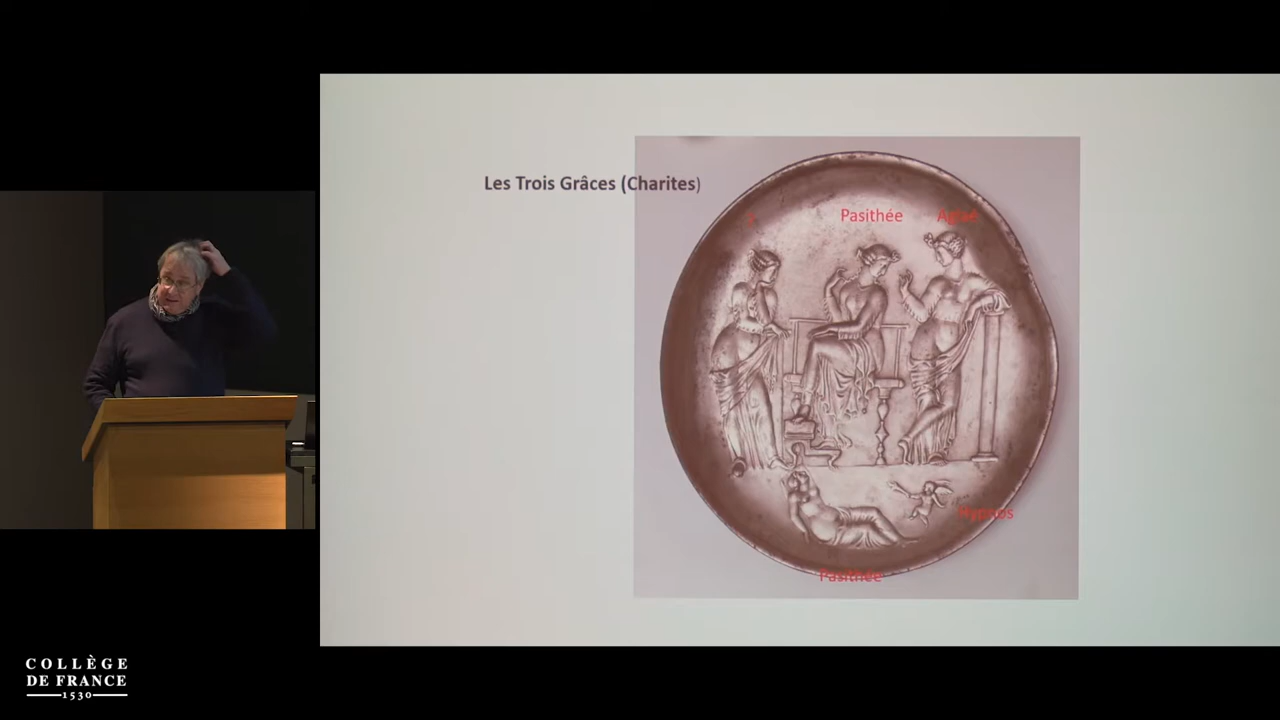 Les Trois Grâces (Charites)
Pasithée
Aglaé
Hypnos
Pasithée
COLLÈGE
DE FRANCE
1530